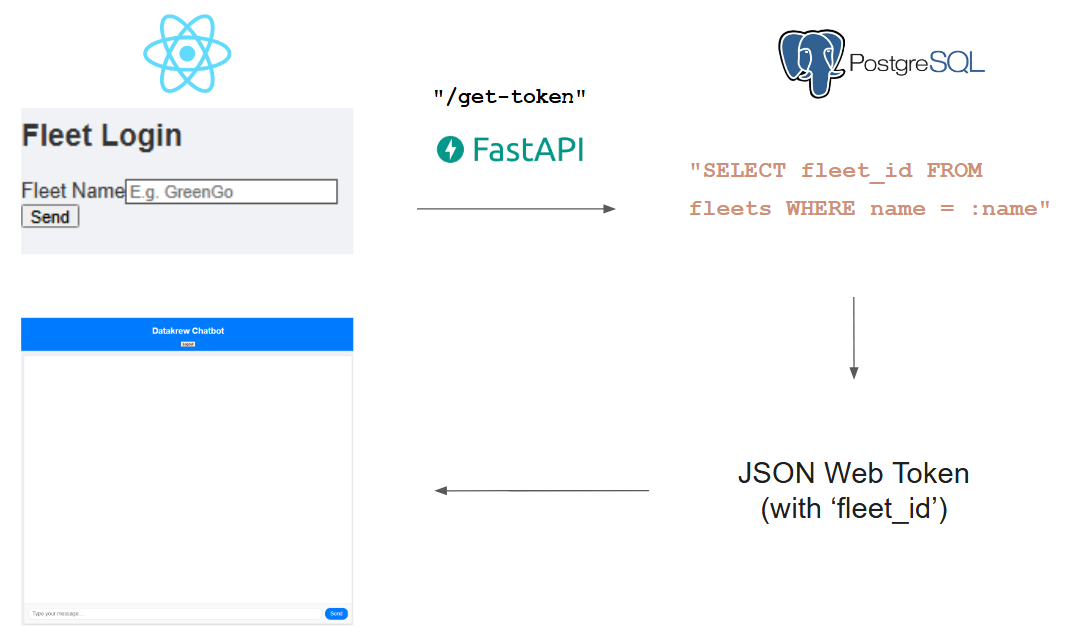 Fleet Login
Fleet Name E.g. GreenGo
Send
"/get-token"
FastAPI
PostgreSQL
"SELECT fleet_id FROM
fleets WHERE name = :name"
JSON Web Token
(with ‘fleet_id’)
Datakrew Chatbot
Logout
Type your message...
Send